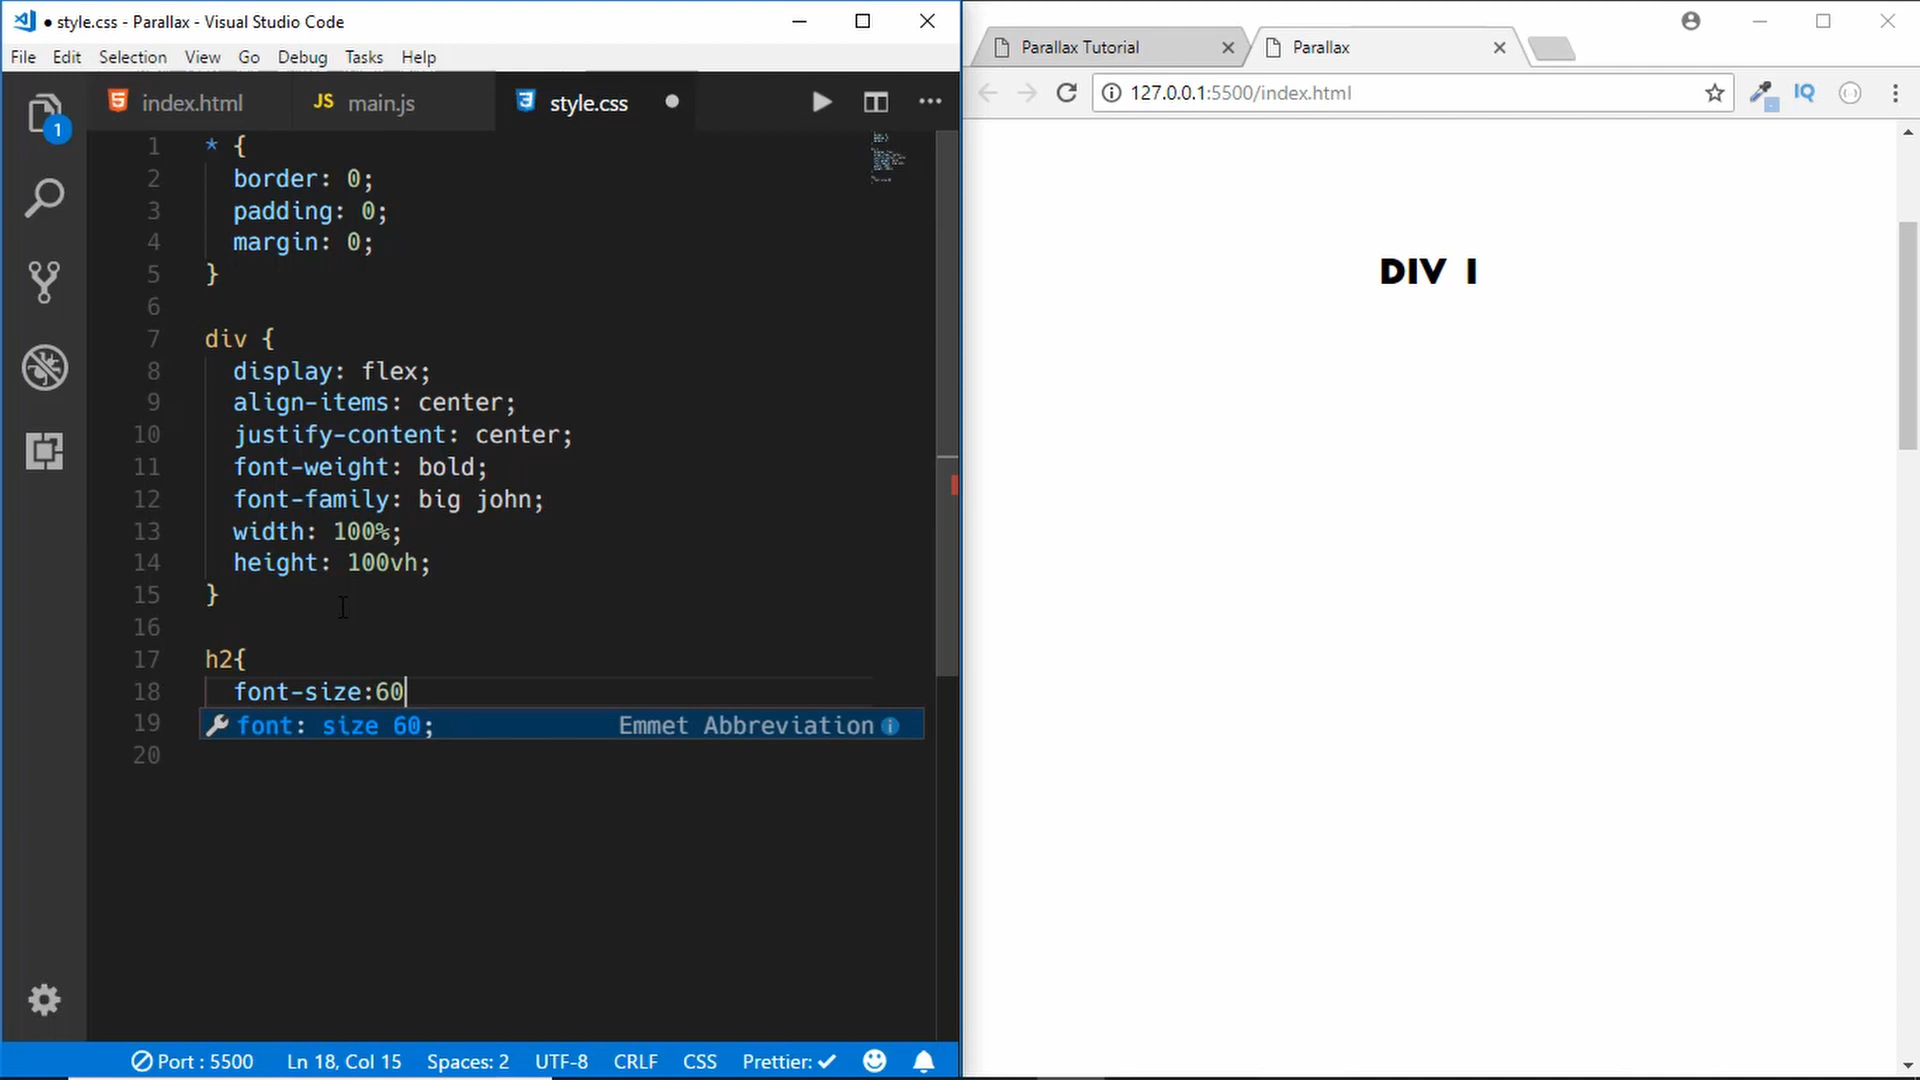 ● style.css - Parallax - Visual Studio Code
File Edit Selection View Go Debug Tasks Help
1
index.html JS main.js style.css ●
1 * {
2 border: 0;
3 padding: 0;
4 margin: 0;
5 }
6
7 div {
8 display: flex;
9 align-items: center;
10 justify-content: center;
11 font-weight: bold;
12 font-family: big john;
13 width: 100%;
14 height: 100vh;
15 }
16
17 h2{
18 font-size:60
19 font: size 60; Emmet Abbreviation
20
Port : 5500 Ln 18, Col 15 Spaces: 2 UTF-8 CRLF CSS Prettier: ✓
Parallax Tutorial Parallax
127.0.0.1:5500/index.html IQ
DIV 1